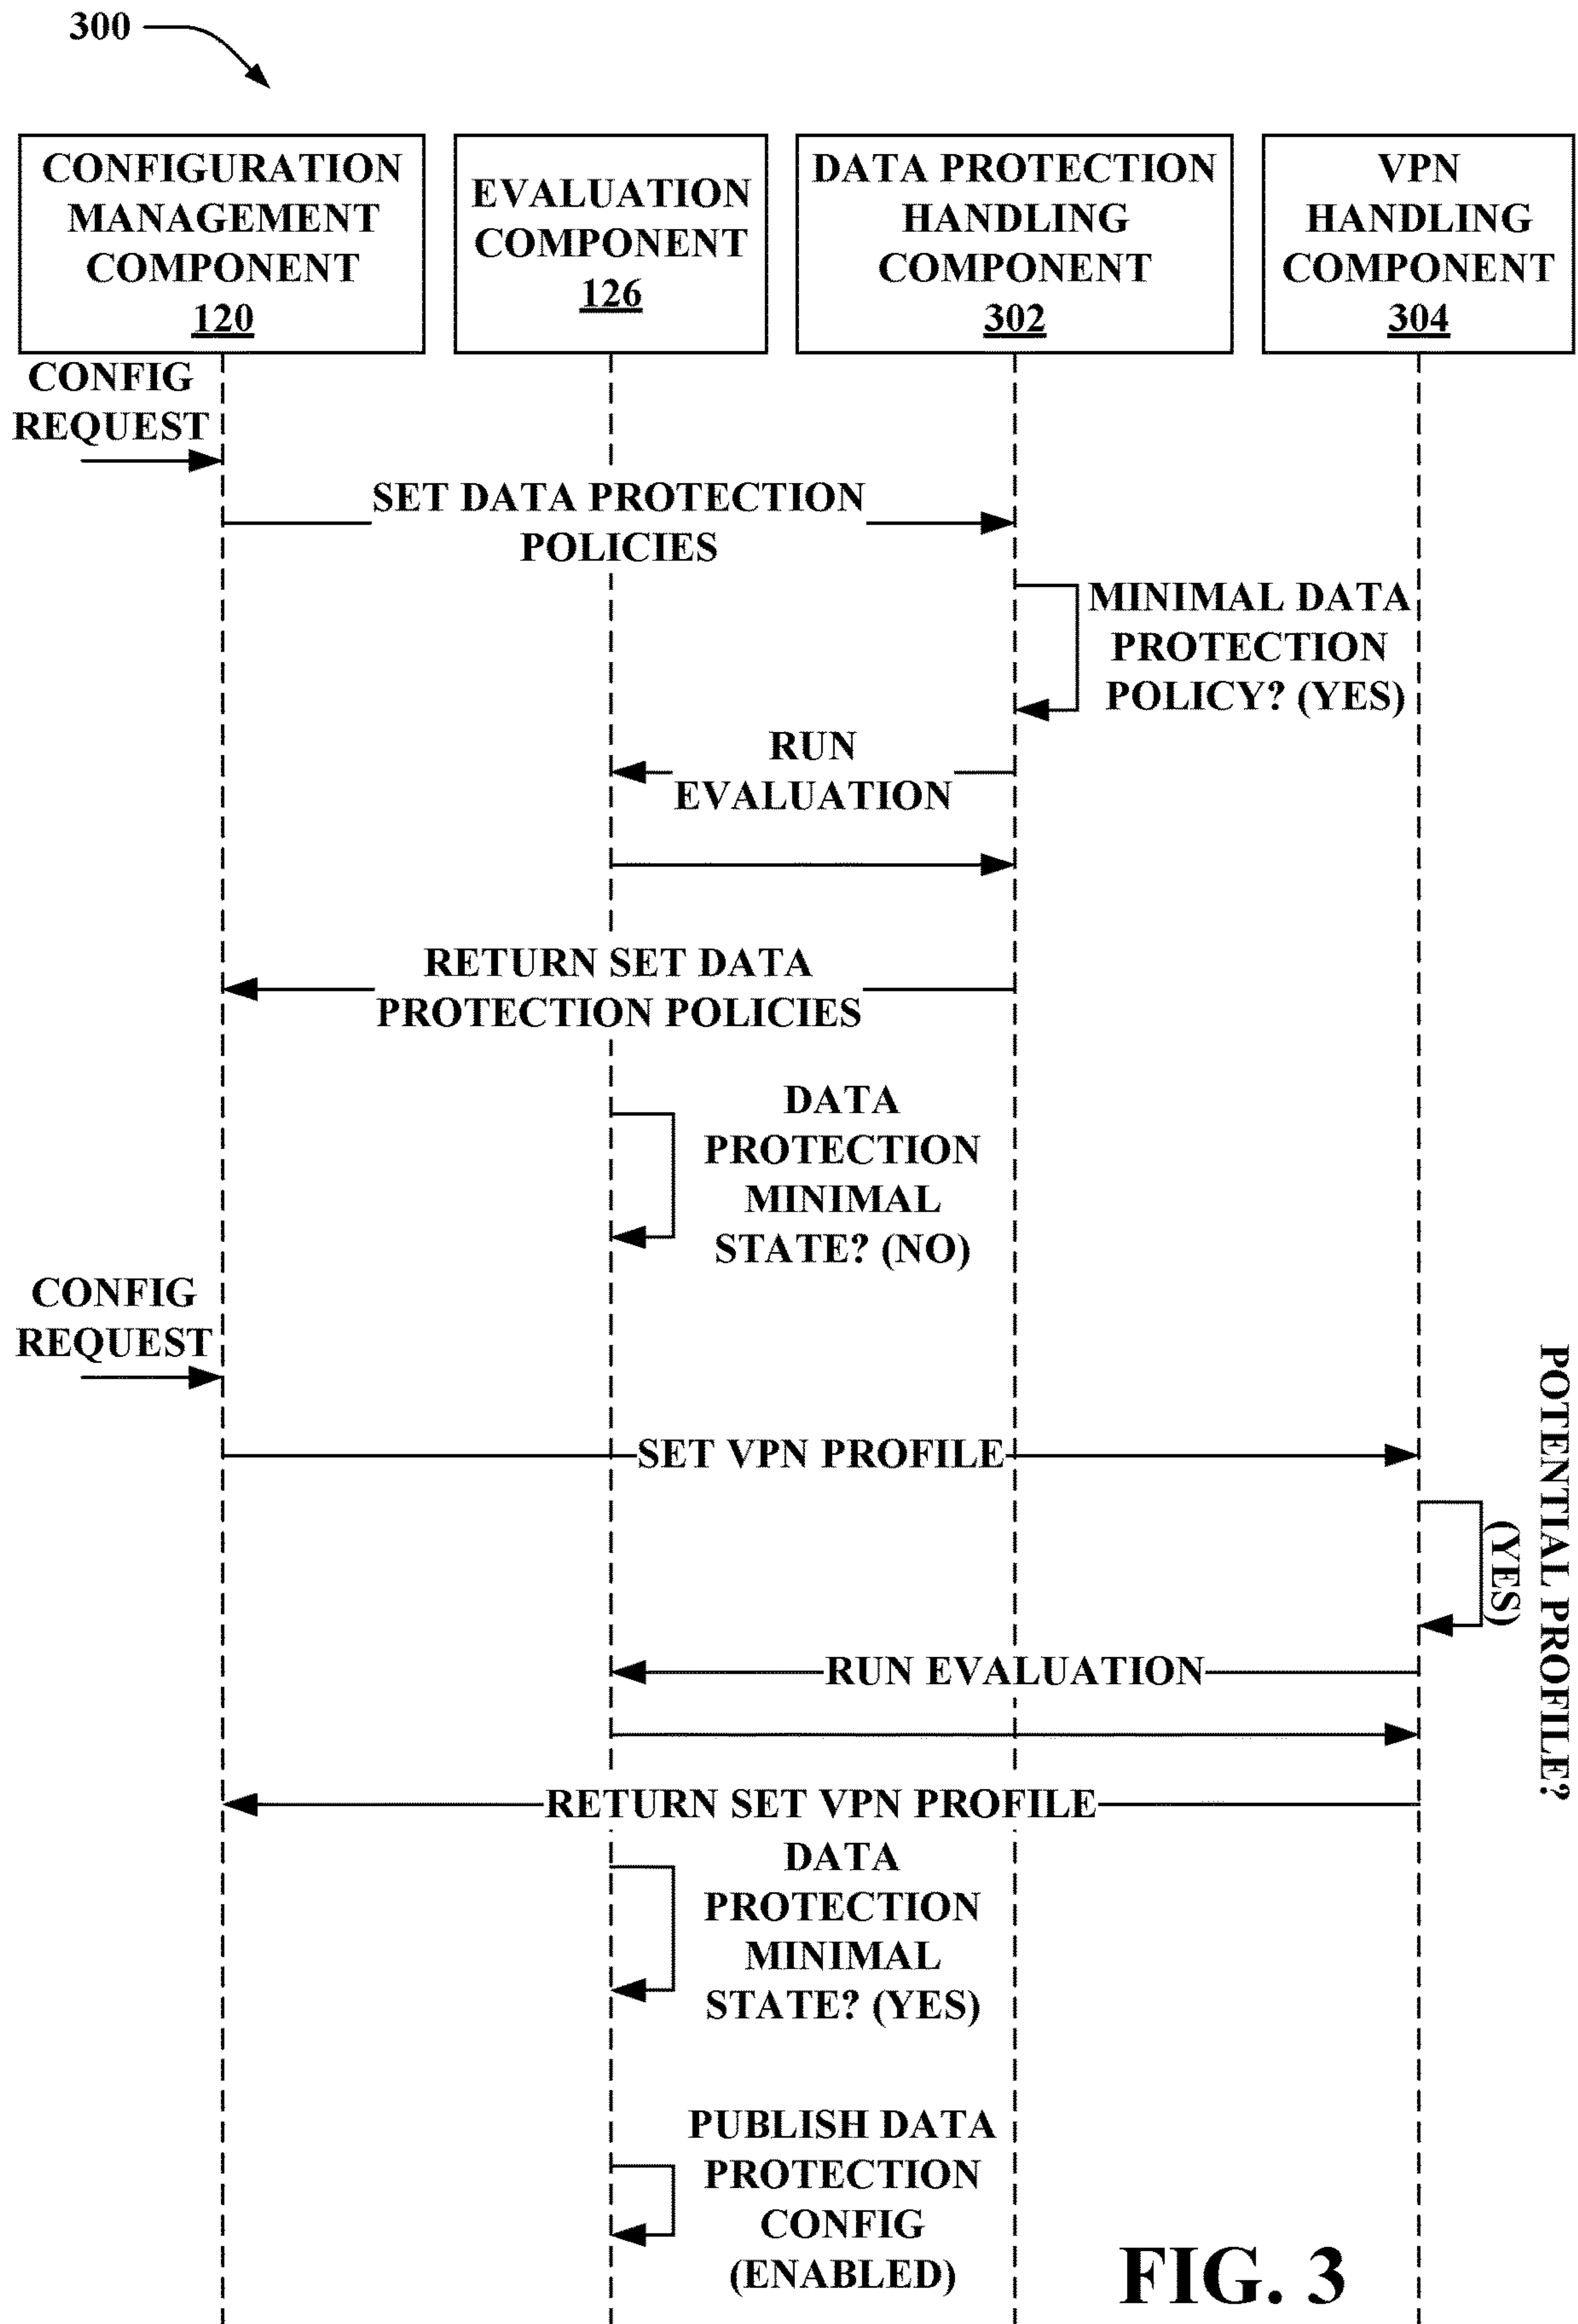 300
CONFIGURATION
MANAGEMENT
COMPONENT
120
EVALUATION
COMPONENT
126
DATA PROTECTION
HANDLING
COMPONENT
302
VPN
HANDLING
COMPONENT
304
CONFIG
REQUEST
SET DATA PROTECTION
POLICIES
MINIMAL DATA
PROTECTION
POLICY? (YES)
RUN
EVALUATION
RETURN SET DATA
PROTECTION POLICIES
DATA
PROTECTION
MINIMAL
STATE? (NO)
CONFIG
REQUEST
SET VPN PROFILE
POTENTIAL PROFILE?
(YES)
RUN EVALUATION
RETURN SET VPN PROFILE
DATA
PROTECTION
MINIMAL
STATE? (YES)
PUBLISH DATA
PROTECTION
CONFIG
(ENABLED)
FIG. 3